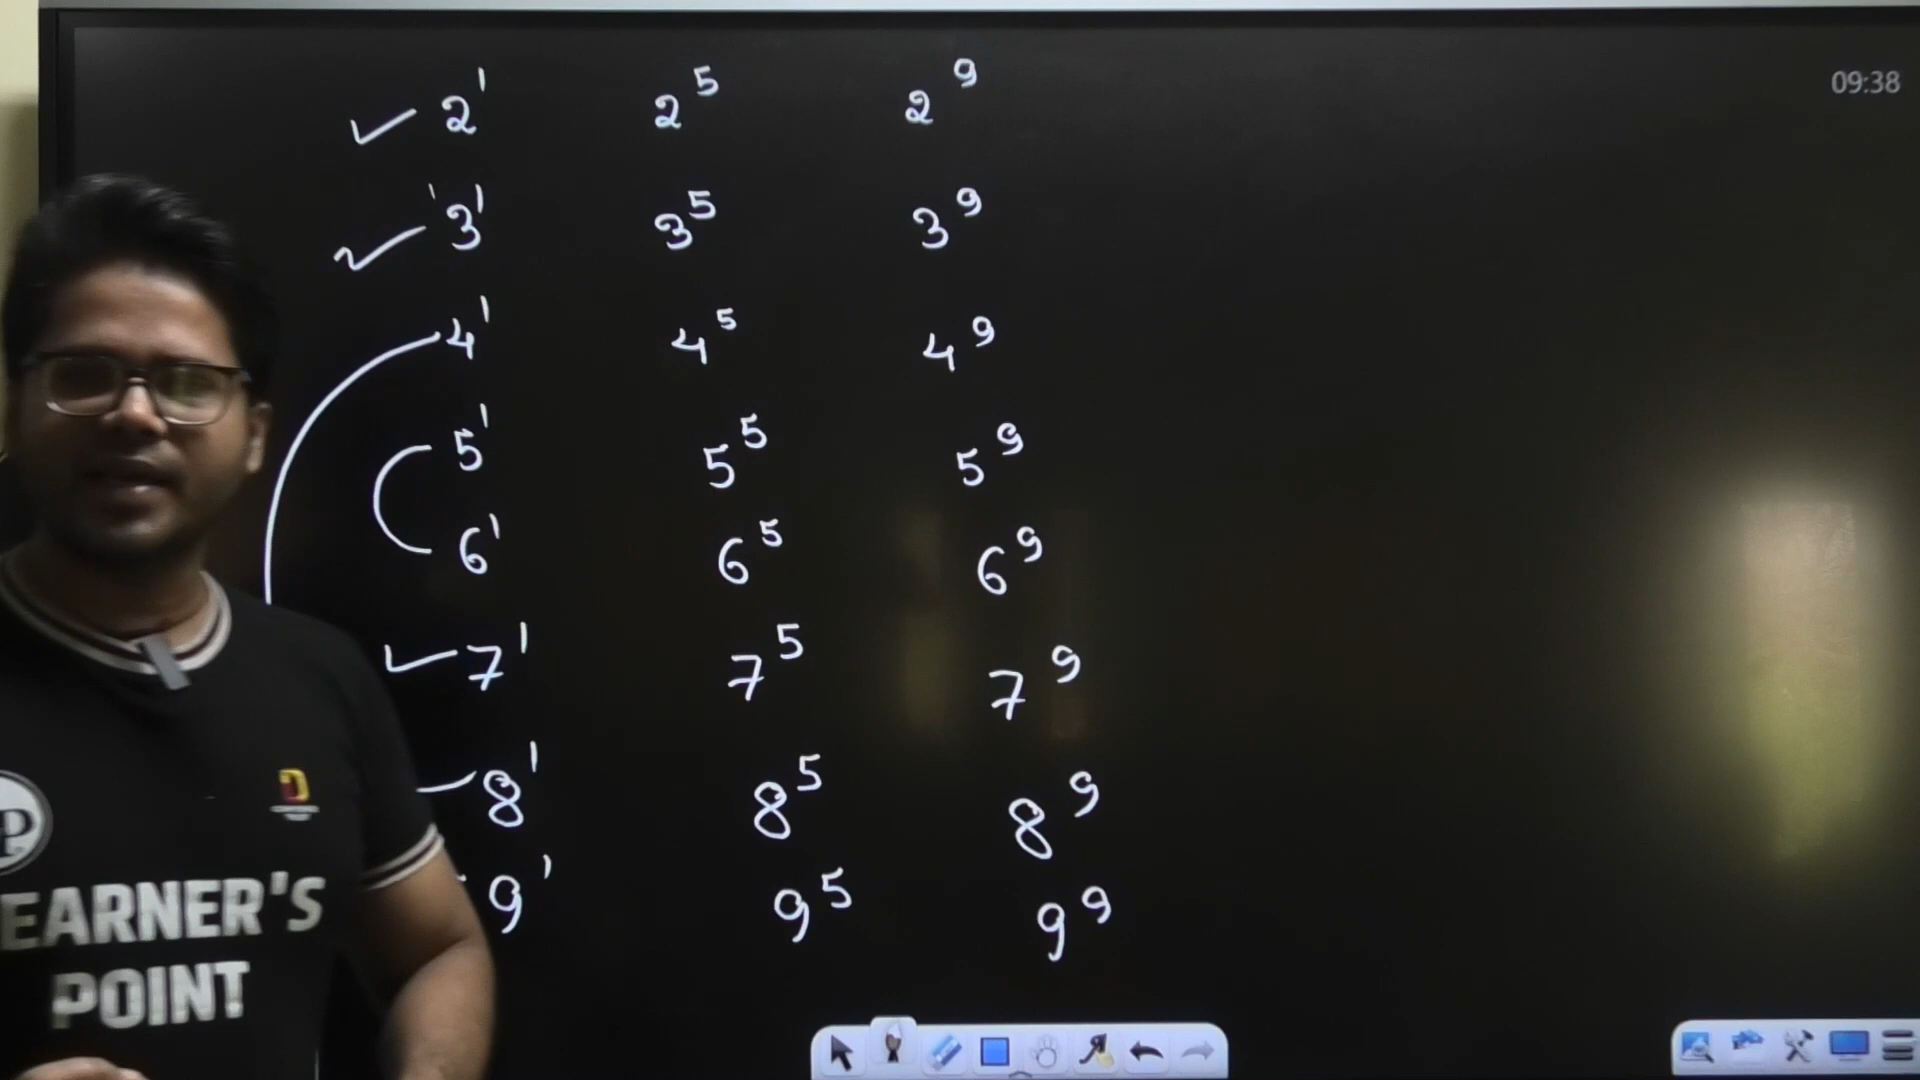 09:38
2¹ 2⁵ 2⁹
3¹ 3⁵ 3⁹
4¹ 4⁵ 4⁹
5¹ 5⁵ 5⁹
6¹ 6⁵ 6⁹
7¹ 7⁵ 7⁹
8¹ 8⁵ 8⁹
9¹ 9⁵ 9⁹
P
EARNER'S
POINT